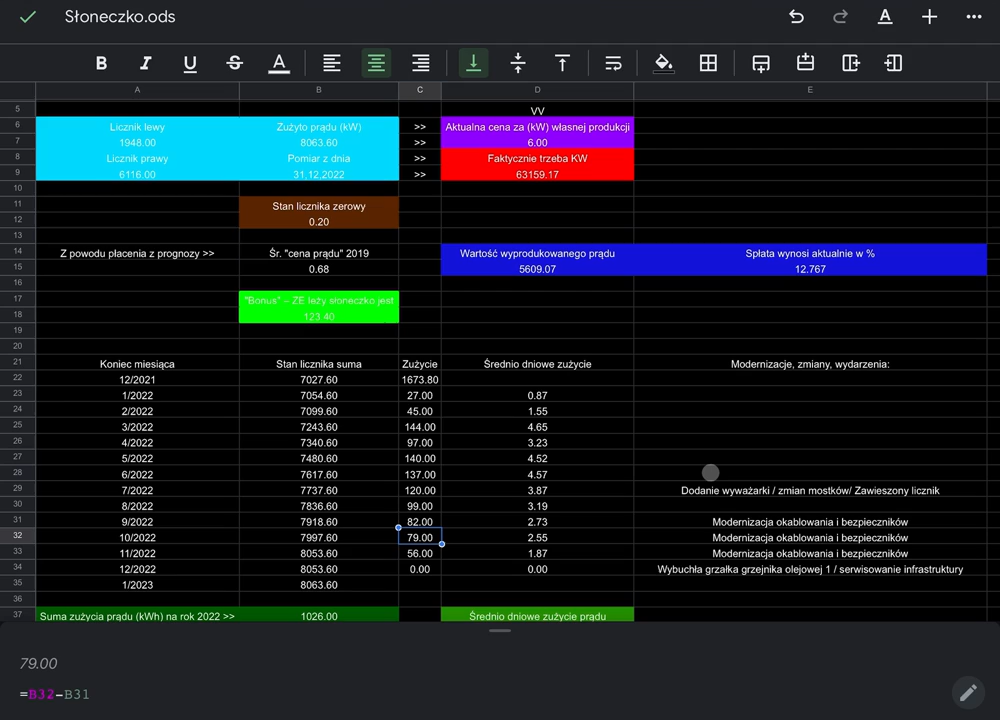 Słoneczko.ods
B I U S A A
A B C D E
5 VV
6 Licznik lewy Zużyto prądu (kW) >> Aktualna cena za (kW) własnej produkcji
7 1948.00 8063.60 >> 6.00
8 Licznik prawy Pomiar z dnia >> Faktycznie trzeba KW
9 6116.00 31.12.2022 >> 63159.17
10
11 Stan licznika zerowy
12 0.20
13
14 Z powodu płacenia z prognozy >> Śr. "cena prądu" 2019 Wartość wyprodukowanego prądu Spłata wynosi aktualnie w %
15 0.68 5609.07 12.767
16
17 "Bonus" – ZE leży słoneczko jest
18 123.40
19
20
21 Koniec miesiąca Stan licznika suma Zużycie Średnio dniowe zużycie Modernizacje, zmiany, wydarzenia:
22 12/2021 7027.60 1673.80
23 1/2022 7054.60 27.00 0.87
24 2/2022 7099.60 45.00 1.55
25 3/2022 7243.60 144.00 4.65
26 4/2022 7340.60 97.00 3.23
27 5/2022 7480.60 140.00 4.52
28 6/2022 7617.60 137.00 4.57
29 7/2022 7737.60 120.00 3.87 Dodanie wyważarki / zmian mostków/ Zawieszony licznik
30 8/2022 7836.60 99.00 3.19
31 9/2022 7918.60 82.00 2.73 Modernizacja okablowania i bezpieczników
32 10/2022 7997.60 79.00 2.55 Modernizacja okablowania i bezpieczników
33 11/2022 8053.60 56.00 1.87 Modernizacja okablowania i bezpieczników
34 12/2022 8053.60 0.00 0.00 Wybuchła grzałka grzejnika olejowej 1 / serwisowanie infrastruktury
35 1/2023 8063.60
36
37 Suma zużycia prądu (kWh) na rok 2022 >> 1026.00 Średnio dniowe zużycie prądu
79.00
=B32–B31